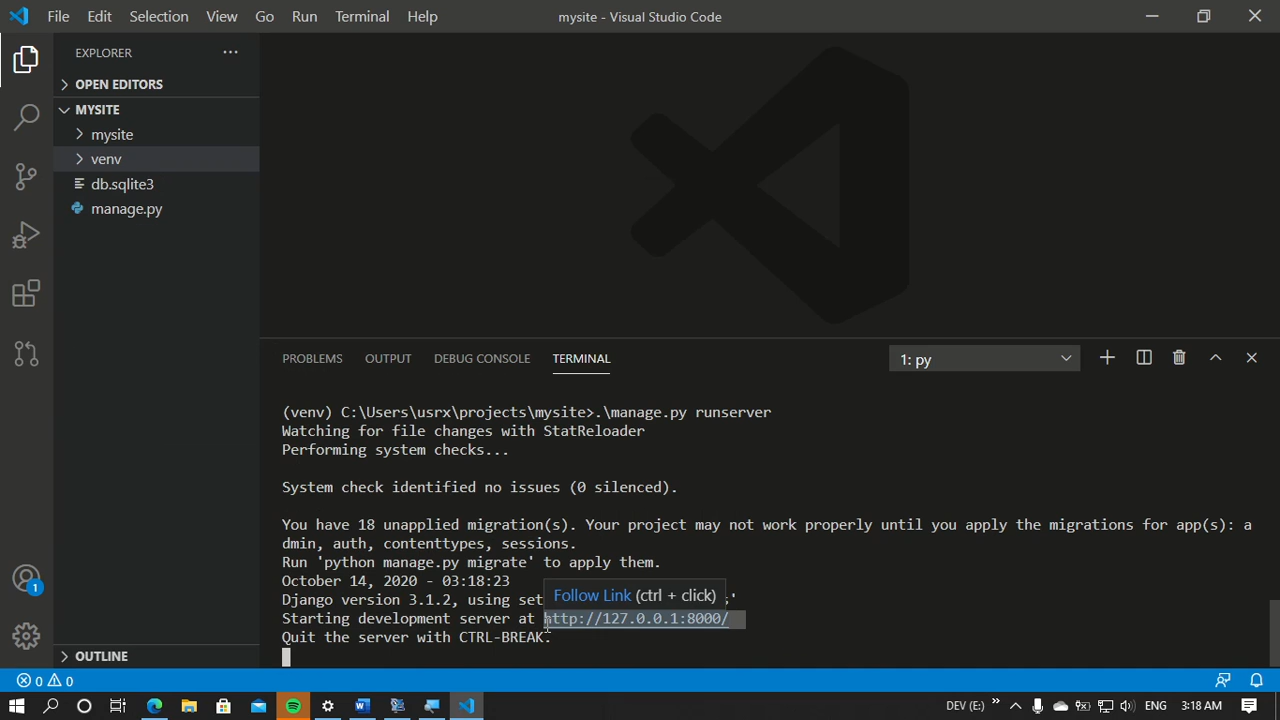 File Edit Selection View Go Run Terminal Help mysite - Visual Studio Code
EXPLORER
OPEN EDITORS
MYSITE
mysite
venv
db.sqlite3
manage.py
OUTLINE
PROBLEMS OUTPUT DEBUG CONSOLE TERMINAL 1: py
(venv) C:\Users\usrx\projects\mysite>.\manage.py runserver
Watching for file changes with StatReloader
Performing system checks...
System check identified no issues (0 silenced).
You have 18 unapplied migration(s). Your project may not work properly until you apply the migrations for app(s): a
dmin, auth, contenttypes, sessions.
Run 'python manage.py migrate' to apply them.
October 14, 2020 - 03:18:23
Follow Link (ctrl + click)
Django version 3.1.2, using set
Starting development server at http://127.0.0.1:8000/
Quit the server with CTRL-BREAK.
1
0 0
DEV (E:) ENG 3:18 AM